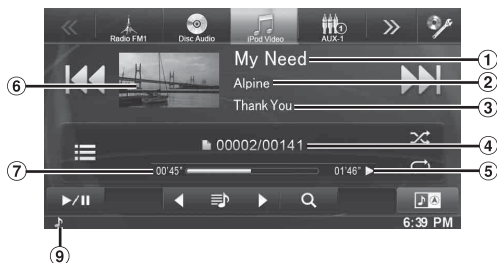 Radio FM1 Disc Audio iPod Video AUX-1
My Need
Alpine
Thank You
00002/00141
00'45" 01'46"
6:39 PM
1
2
3
4
5
6
7
9